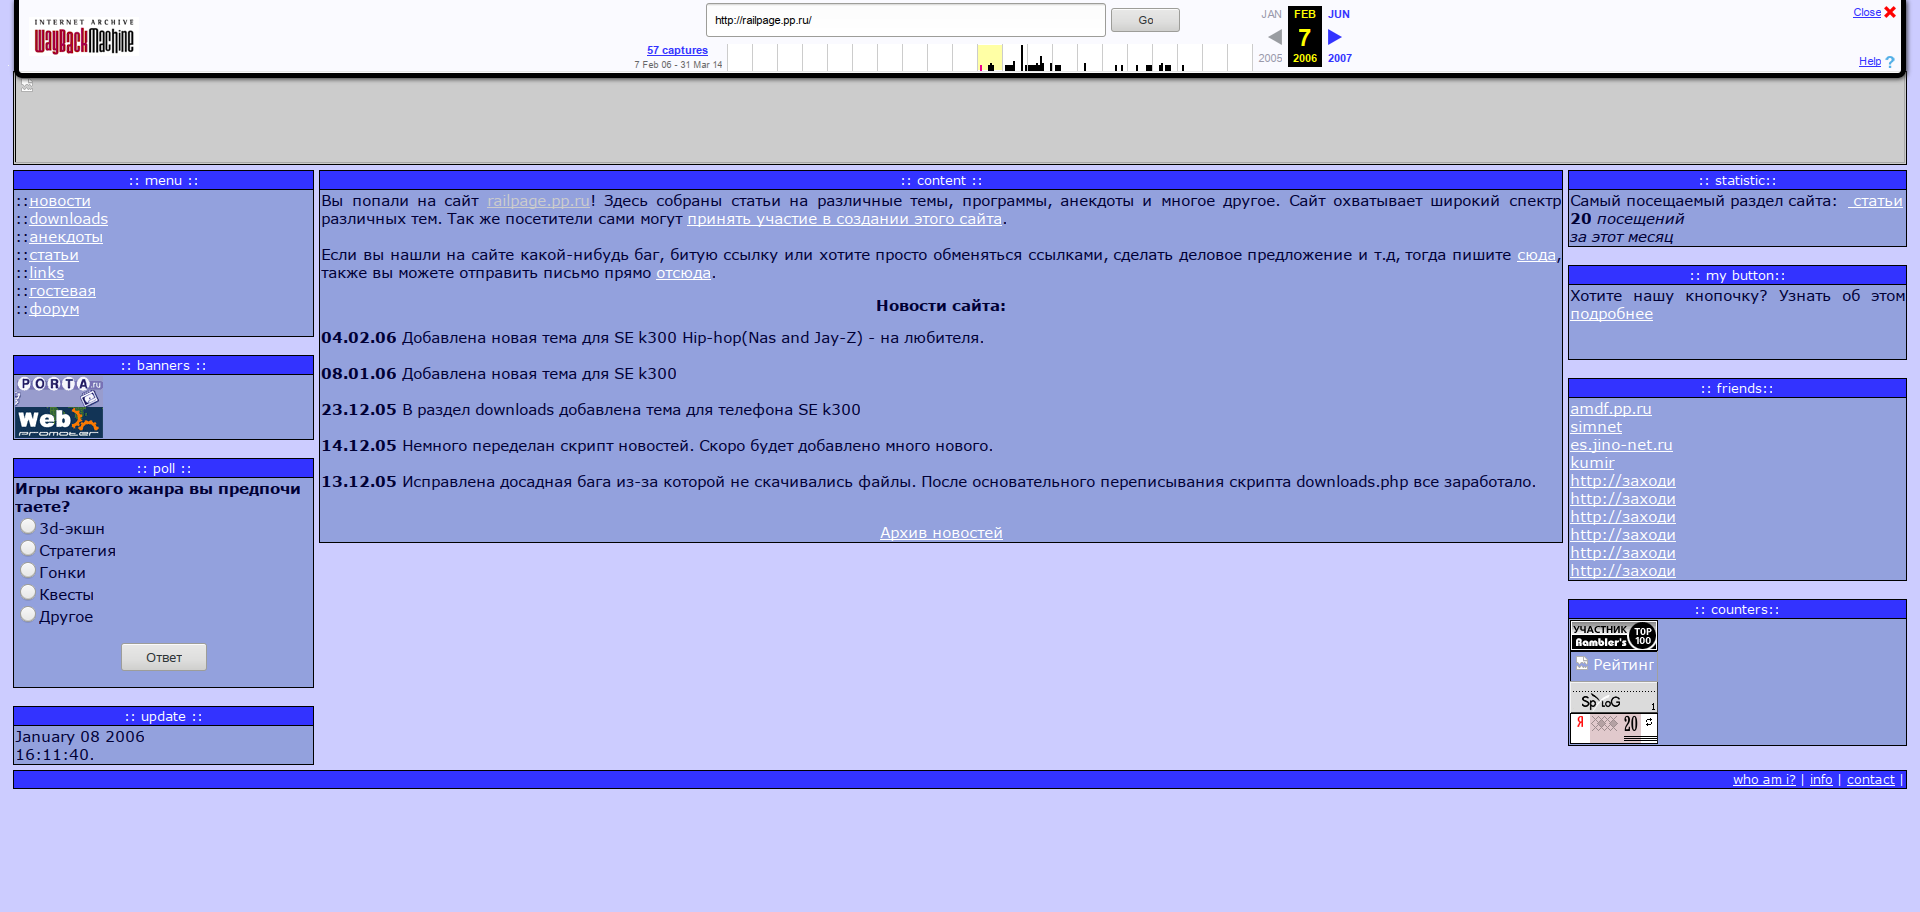 INTERNET ARCHIVE
WayBackMachine
http://railpage.pp.ru/
Go
57 captures
7 Feb 06 - 31 Mar 14
JAN FEB JUN
7
2005 2006 2007
Close
Help ?
:: menu ::
::новости
::downloads
::анекдоты
::статьи
::links
::гостевая
::форум
:: banners ::
PORTA.ru
Web
promoter
:: poll ::
Игры какого жанра вы предпочи
таете?
3d-экшн
Стратегия
Гонки
Квесты
Другое
Ответ
:: update ::
January 08 2006
16:11:40.
:: content ::
Вы попали на сайт railpage.pp.ru! Здесь собраны статьи на различные темы, программы, анекдоты и многое другое. Сайт охватывает широкий спектр
различных тем. Так же посетители сами могут принять участие в создании этого сайта.
Если вы нашли на сайте какой-нибудь баг, битую ссылку или хотите просто обменяться ссылками, сделать деловое предложение и т.д, тогда пишите сюда,
также вы можете отправить письмо прямо отсюда.
Новости сайта:
04.02.06 Добавлена новая тема для SE k300 Hip-hop(Nas and Jay-Z) - на любителя.
08.01.06 Добавлена новая тема для SE k300
23.12.05 В раздел downloads добавлена тема для телефона SE k300
14.12.05 Немного переделан скрипт новостей. Скоро будет добавлено много нового.
13.12.05 Исправлена досадная бага из-за которой не скачивались файлы. После основательного переписывания скрипта downloads.php все заработало.
Архив новостей
:: statistic::
Самый посещаемый раздел сайта: статьи
20 посещений
за этот месяц
:: my button::
Хотите нашу кнопочку? Узнать об этом
подробнее
:: friends::
amdf.pp.ru
simnet
es.jino-net.ru
kumir
http://заходи
http://заходи
http://заходи
http://заходи
http://заходи
http://заходи
:: counters::
УЧАСТНИК
Rambler's
TOP
100
Рейтинг
SpyLOG
1
Я 20
who am i? | info | contact |